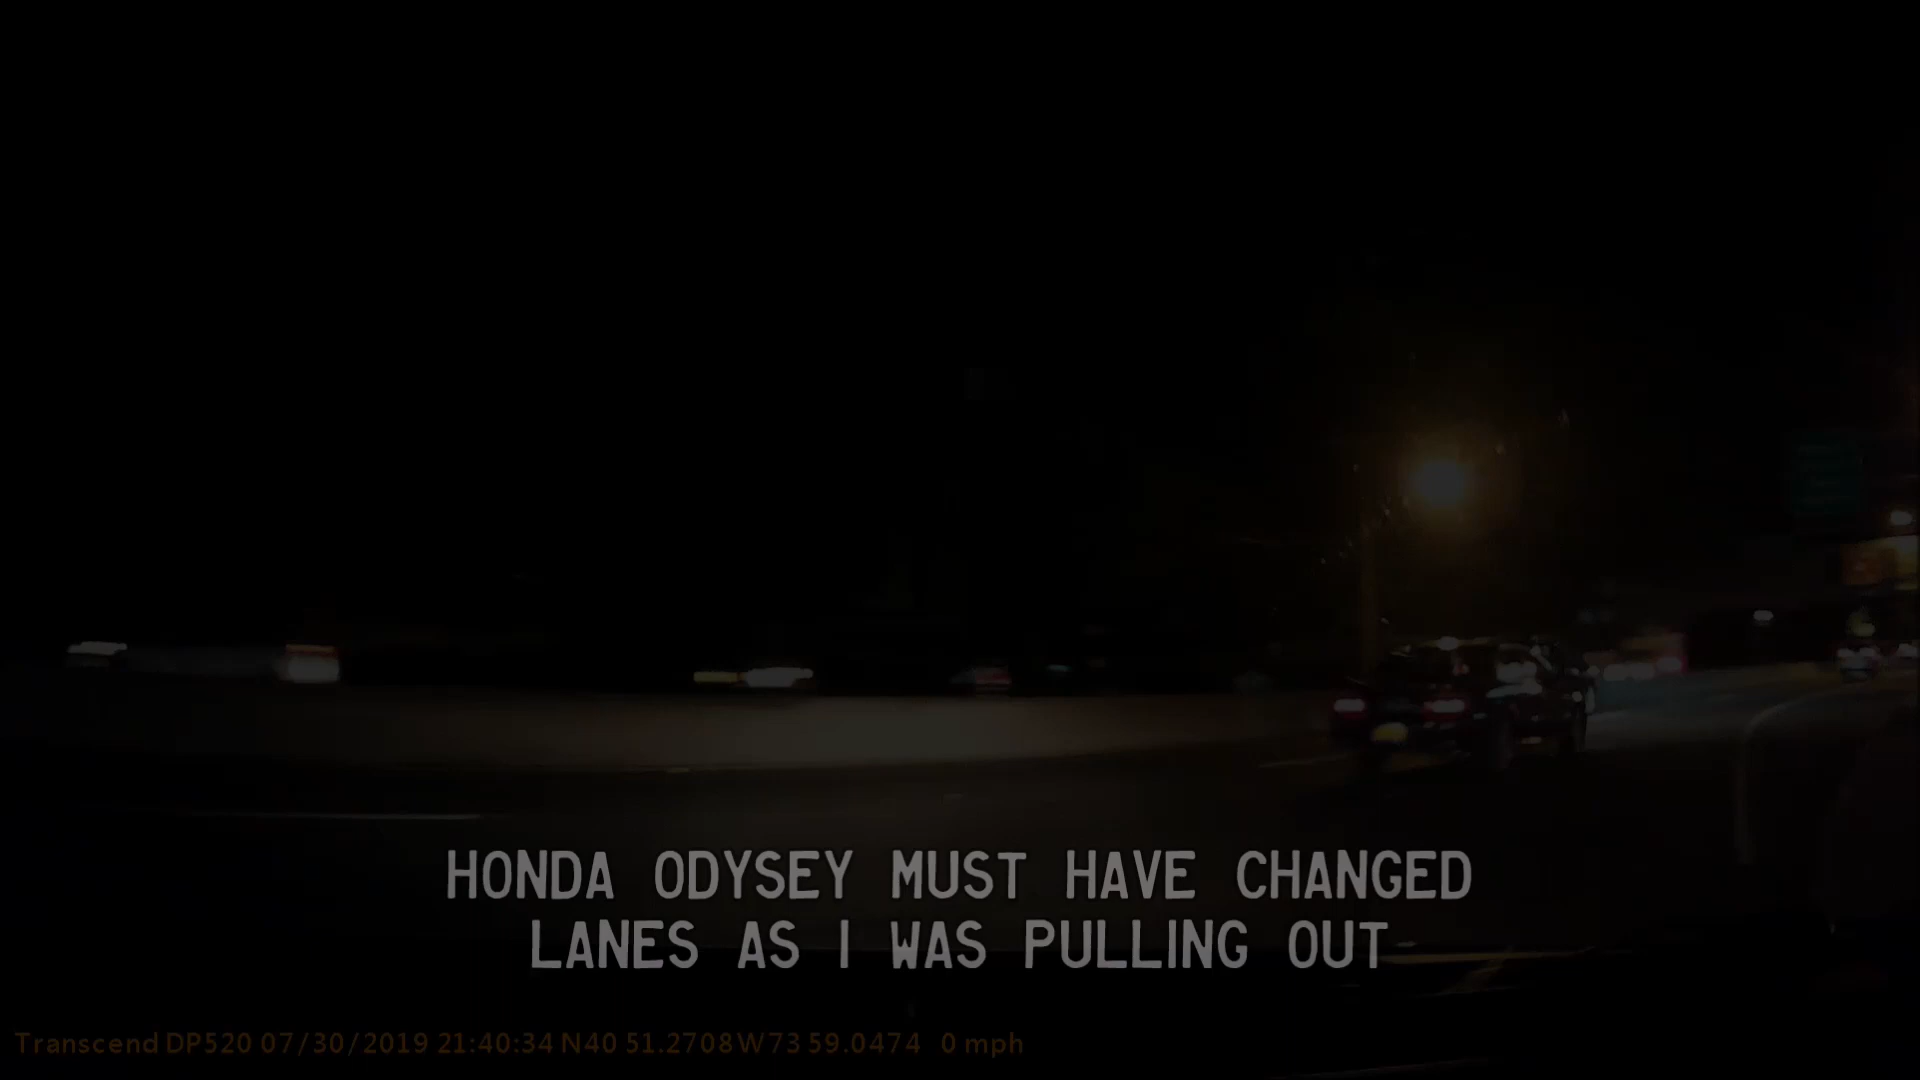 HONDA ODYSEY MUST HAVE CHANGED
LANES AS I WAS PULLING OUT
Transcend DP520 07/30/2019 21:40:34 N40 51.2708 W73 59.0474 0 mph